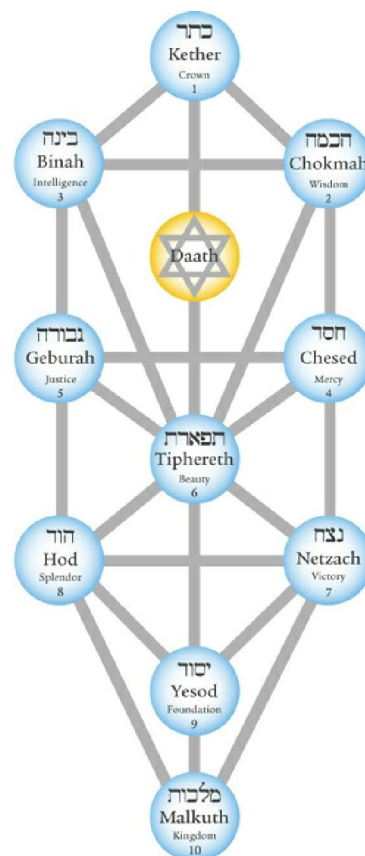 כתר
Kether
Crown
1
בינה
Binah
Intelligence
3
הכמה
Chokmah
Wisdom
2
Daath
גבורה
Geburah
Justice
5
חסד
Chesed
Mercy
4
תפארת
Tiphereth
Beauty
6
הוד
Hod
Splendor
8
נצח
Netzach
Victory
7
יסוד
Yesod
Foundation
9
מלכות
Malkuth
Kingdom
10